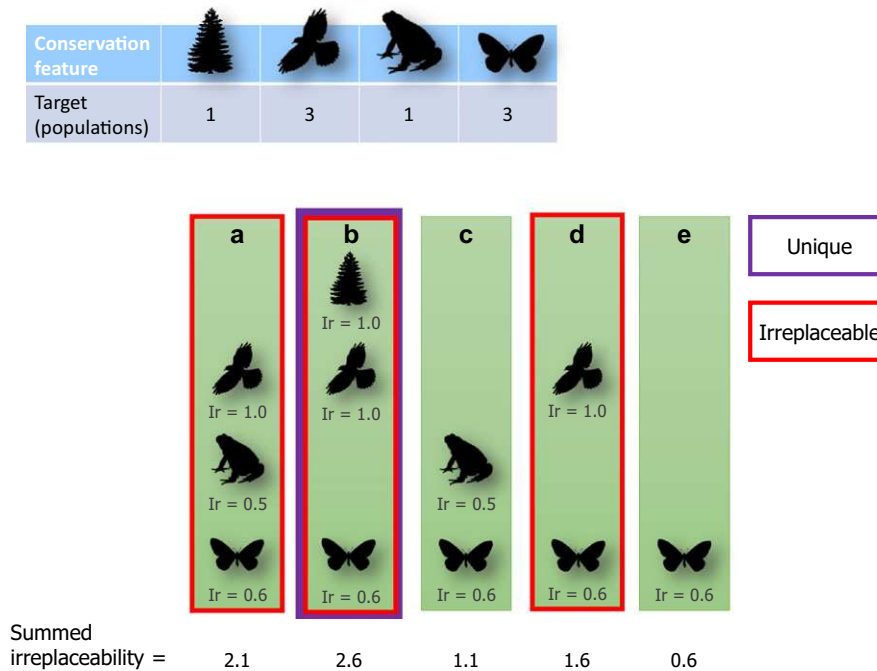 Conservation
feature
Target
(populations)
1 3 1 3
a b c d e
Ir = 1.0
Ir = 1.0 Ir = 1.0 Ir = 1.0
Ir = 0.5 Ir = 0.5
Ir = 0.6 Ir = 0.6 Ir = 0.6 Ir = 0.6 Ir = 0.6
Unique
Irreplaceable
Summed
irreplaceability = 2.1 2.6 1.1 1.6 0.6